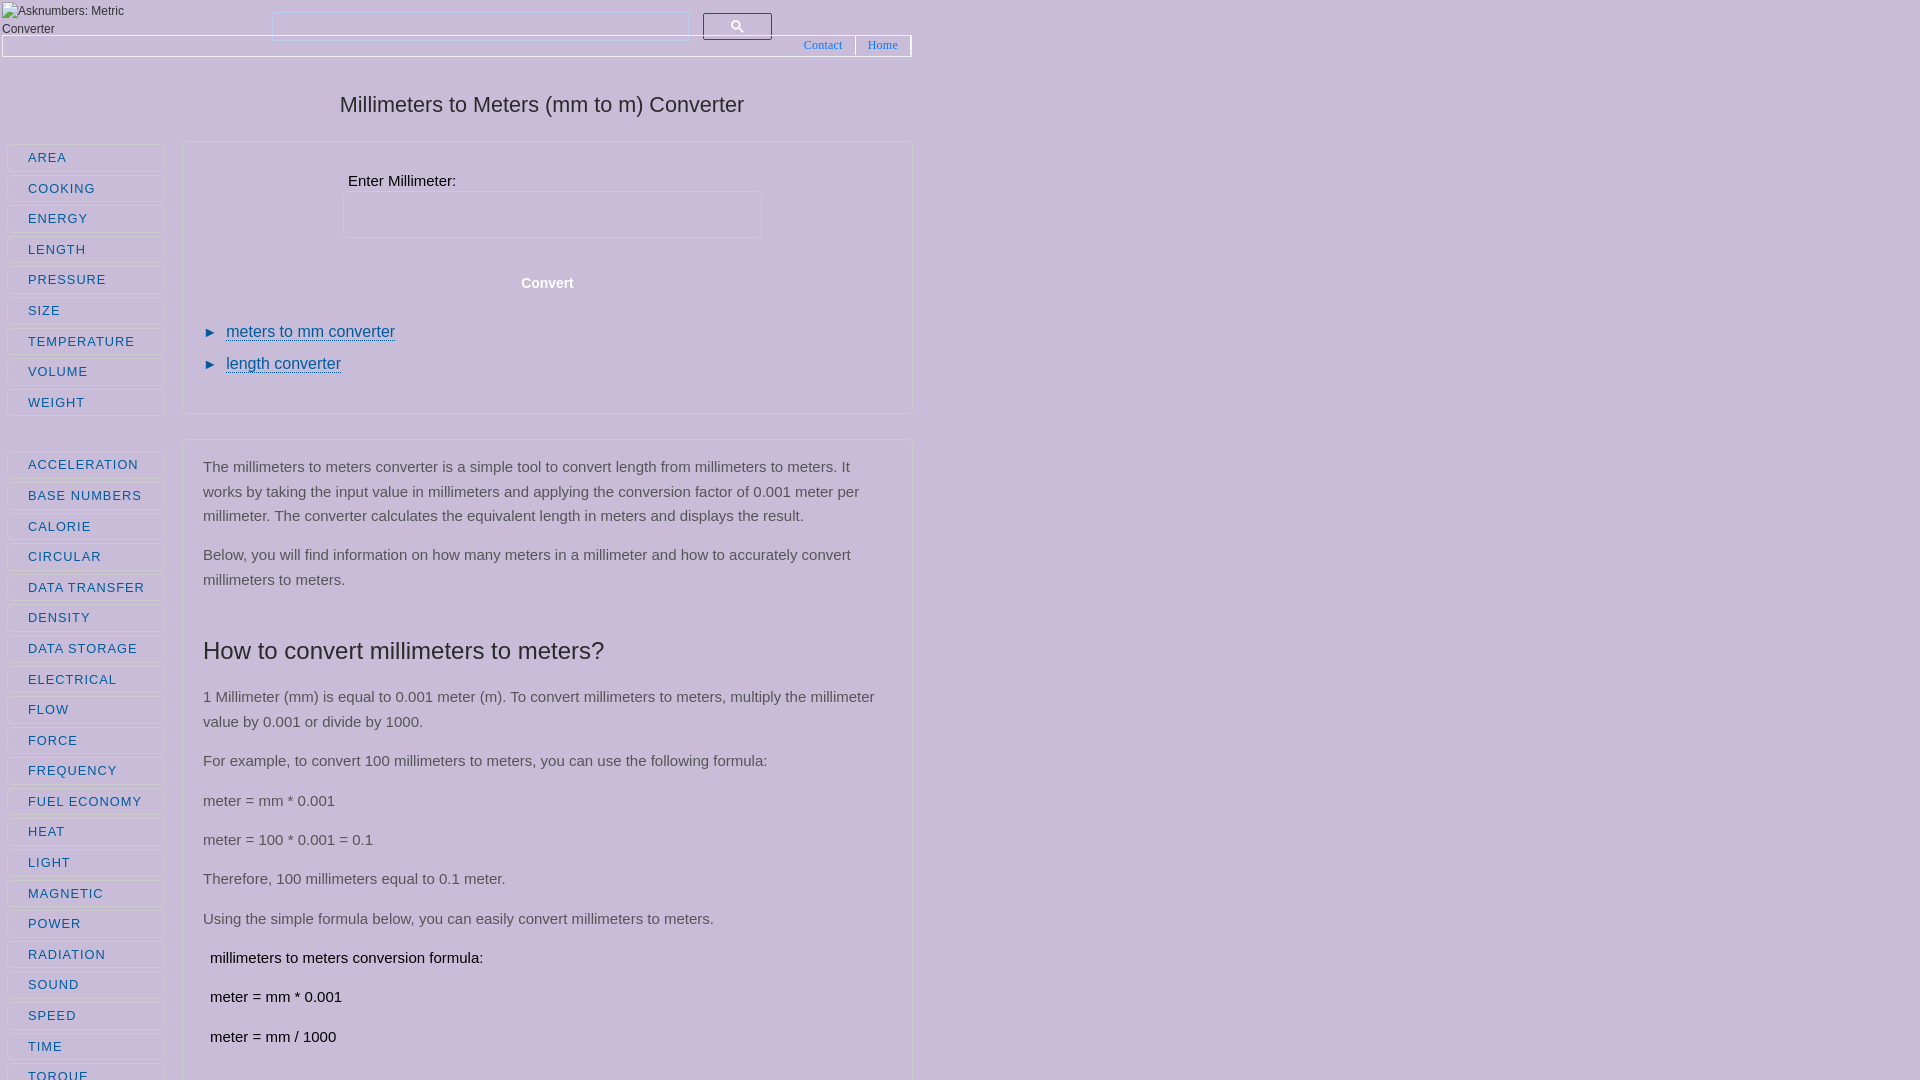 Asknumbers: Metric
Converter
Contact
Home
Millimeters to Meters (mm to m) Converter
AREA
COOKING
ENERGY
LENGTH
PRESSURE
SIZE
TEMPERATURE
VOLUME
WEIGHT
Enter Millimeter:
Convert
► meters to mm converter
► length converter
ACCELERATION
BASE NUMBERS
CALORIE
CIRCULAR
DATA TRANSFER
DENSITY
DATA STORAGE
ELECTRICAL
FLOW
FORCE
FREQUENCY
FUEL ECONOMY
HEAT
LIGHT
MAGNETIC
POWER
RADIATION
SOUND
SPEED
TIME
TORQUE
The millimeters to meters converter is a simple tool to convert length from millimeters to meters. It
works by taking the input value in millimeters and applying the conversion factor of 0.001 meter per
millimeter. The converter calculates the equivalent length in meters and displays the result.
Below, you will find information on how many meters in a millimeter and how to accurately convert
millimeters to meters.
How to convert millimeters to meters?
1 Millimeter (mm) is equal to 0.001 meter (m). To convert millimeters to meters, multiply the millimeter
value by 0.001 or divide by 1000.
For example, to convert 100 millimeters to meters, you can use the following formula:
meter = mm * 0.001
meter = 100 * 0.001 = 0.1
Therefore, 100 millimeters equal to 0.1 meter.
Using the simple formula below, you can easily convert millimeters to meters.
millimeters to meters conversion formula:
meter = mm * 0.001
meter = mm / 1000